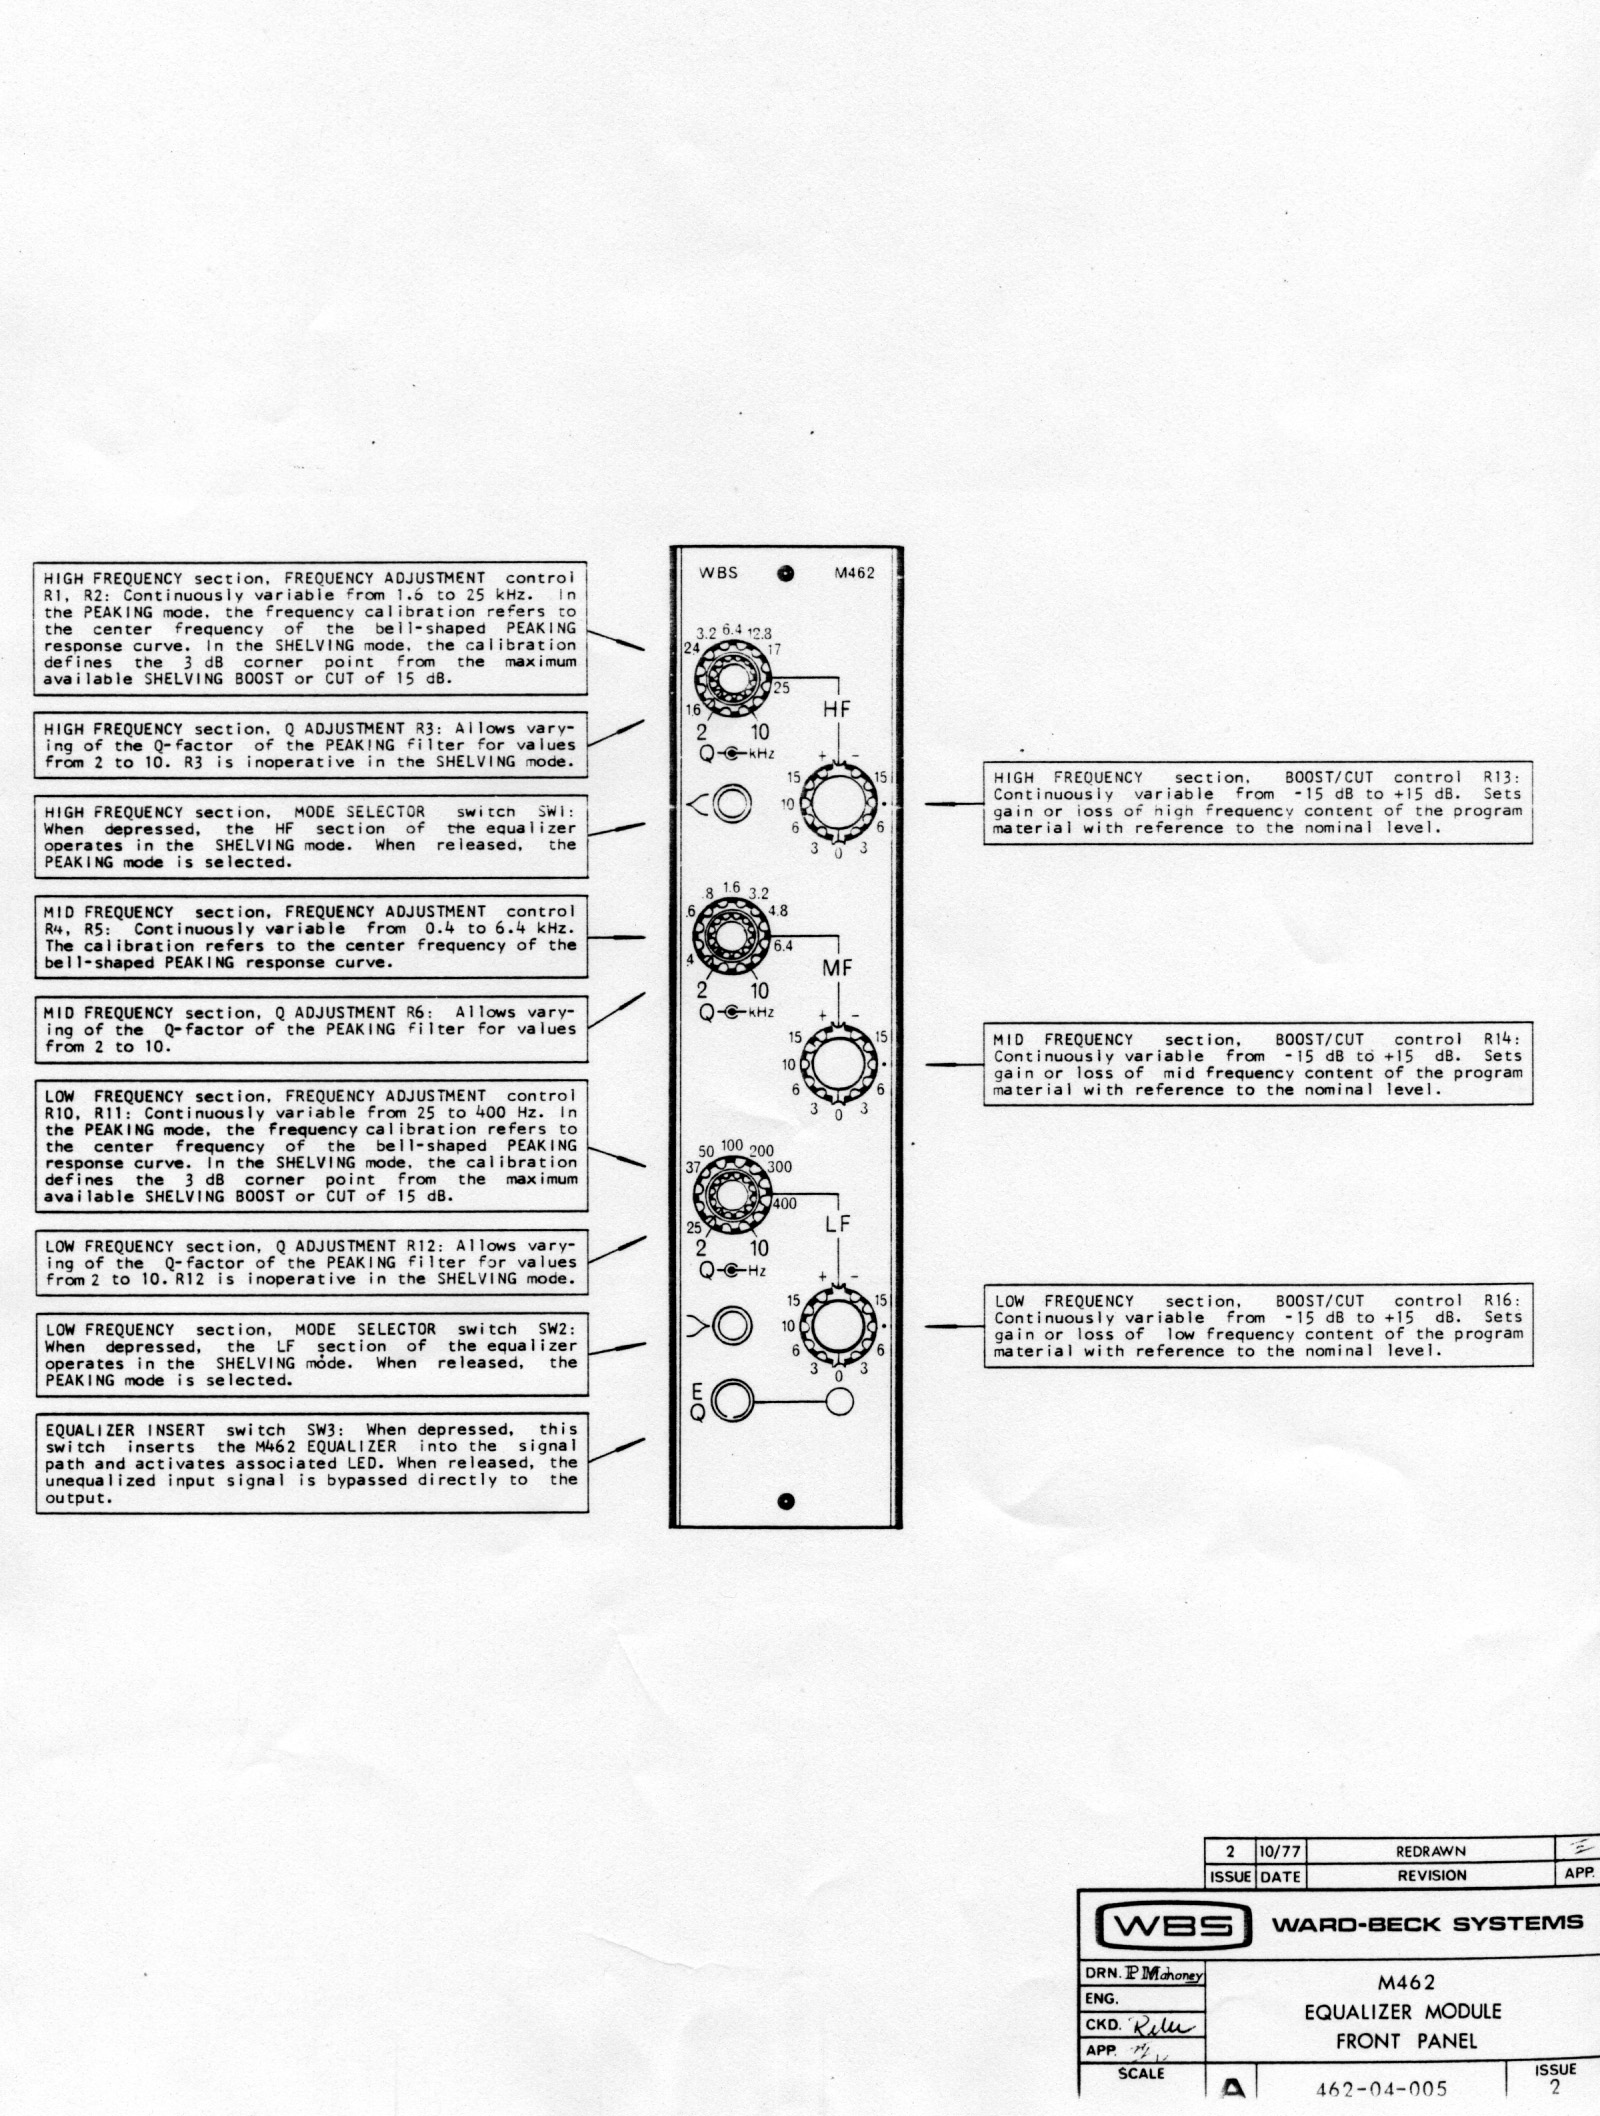 HIGH FREQUENCY section, FREQUENCY ADJUSTMENT control
R1, R2: Continuously variable from 1.6 to 25 kHz. In
the PEAKING mode, the frequency calibration refers to
the center frequency of the bell-shaped PEAKING
response curve. In the SHELVING mode, the calibration
defines the 3 dB corner point from the maximum
available SHELVING BOOST or CUT of 15 dB.
HIGH FREQUENCY section, Q ADJUSTMENT R3: Allows vary-
ing of the Q-factor of the PEAKING filter for values
from 2 to 10. R3 is inoperative in the SHELVING mode.
HIGH FREQUENCY section, MODE SELECTOR switch SW1:
When depressed, the HF section of the equalizer
operates in the SHELVING mode. When released, the
PEAKING mode is selected.
MID FREQUENCY section, FREQUENCY ADJUSTMENT control
R4, R5: Continuously variable from 0.4 to 6.4 kHz.
The calibration refers to the center frequency of the
bell-shaped PEAKING response curve.
MID FREQUENCY section, Q ADJUSTMENT R6: Allows vary-
ing of the Q-factor of the PEAKING filter for values
from 2 to 10.
LOW FREQUENCY section, FREQUENCY ADJUSTMENT control
R10, R11: Continuously variable from 25 to 400 Hz. In
the PEAKING mode, the frequency calibration refers to
the center frequency of the bell-shaped PEAKING
response curve. In the SHELVING mode, the calibration
defines the 3 dB corner point from the maximum
available SHELVING BOOST or CUT of 15 dB.
LOW FREQUENCY section, Q ADJUSTMENT R12: Allows vary-
ing of the Q-factor of the PEAKING filter for values
from 2 to 10. R12 is inoperative in the SHELVING mode.
LOW FREQUENCY section, MODE SELECTOR switch SW2:
When depressed, the LF section of the equalizer
operates in the SHELVING mode. When released, the
PEAKING mode is selected.
EQUALIZER INSERT switch SW3: When depressed, this
switch inserts the M462 EQUALIZER into the signal
path and activates associated LED. When released, the
unequalized input signal is bypassed directly to the
output.
WBS M462
3.2 6.4 12.8
2.4 17
25
1.6
HF
2 10
Q kHz
+ -
15 15
10
6 6
3 0 3
.8 1.6 3.2
.6 4.8
6.4
.4
MF
2 10
Q kHz
+ -
15 15
10
6 6
3 0 3
50 100 200
37 300
400
25
LF
2 10
Q Hz
+ -
15 15
10
6 6
3 0 3
E
Q
HIGH FREQUENCY section, BOOST/CUT control R13:
Continuously variable from -15 dB to +15 dB. Sets
gain or loss of high frequency content of the program
material with reference to the nominal level.
MID FREQUENCY section, BOOST/CUT control R14:
Continuously variable from -15 dB to +15 dB. Sets
gain or loss of mid frequency content of the program
material with reference to the nominal level.
LOW FREQUENCY section, BOOST/CUT control R16:
Continuously variable from -15 dB to +15 dB. Sets
gain or loss of low frequency content of the program
material with reference to the nominal level.
2 10/77 REDRAWN
ISSUE DATE REVISION APP.
WBS WARD-BECK SYSTEMS
DRN. P Mahoney
ENG.
CKD.
APP.
SCALE
M462
EQUALIZER MODULE
FRONT PANEL
A 462-04-005 ISSUE
2